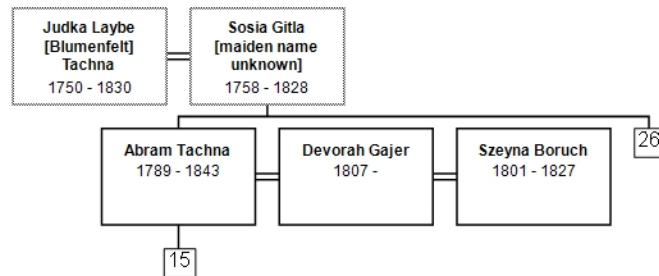 Judka Laybe
[Blumenfelt]
Tachna
1750 - 1830
Sosia Gitla
[maiden name
unknown]
1758 - 1828
Abram Tachna
1789 - 1843
Devorah Gajer
1807 -
Szeyna Boruch
1801 - 1827
26
15